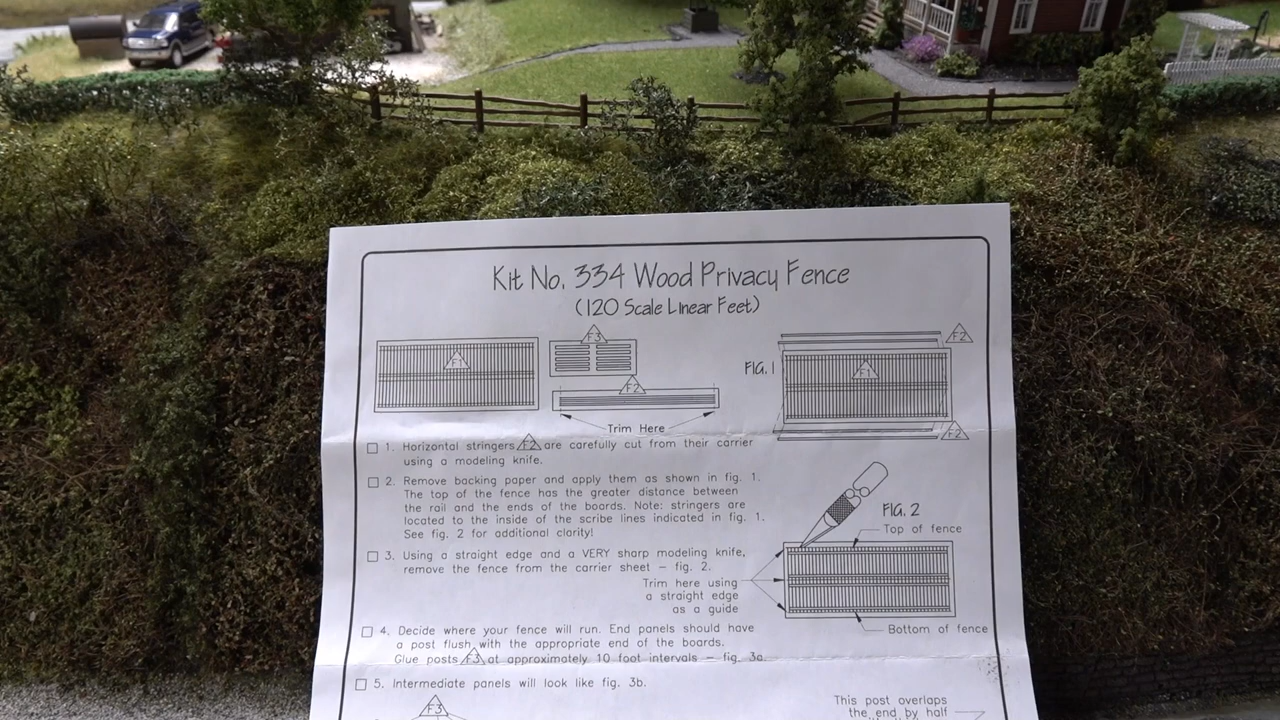 Kit No. 334 Wood Privacy Fence
(120 Scale Linear Feet)
F1
F3
F2
Trim Here
FIG. 1
F2
F1
F2
1. Horizontal stringers F2 are carefully cut from their carrier
using a modeling knife.
2. Remove backing paper and apply them as shown in fig. 1.
The top of the fence has the greater distance between
the rail and the ends of the boards. Note: stringers are
located to the inside of the scribe lines indicated in fig. 1.
See fig. 2 for additional clarity!
3. Using a straight edge and a VERY sharp modeling knife,
remove the fence from the carrier sheet – fig. 2.
FIG. 2
Top of fence
Trim here using
a straight edge
as a guide
Bottom of fence
4. Decide where your fence will run. End panels should have
a post flush with the appropriate end of the boards.
Glue posts F3 at approximately 10 foot intervals – fig. 3a.
5. Intermediate panels will look like fig. 3b.
F3
This post overlaps
the end by half